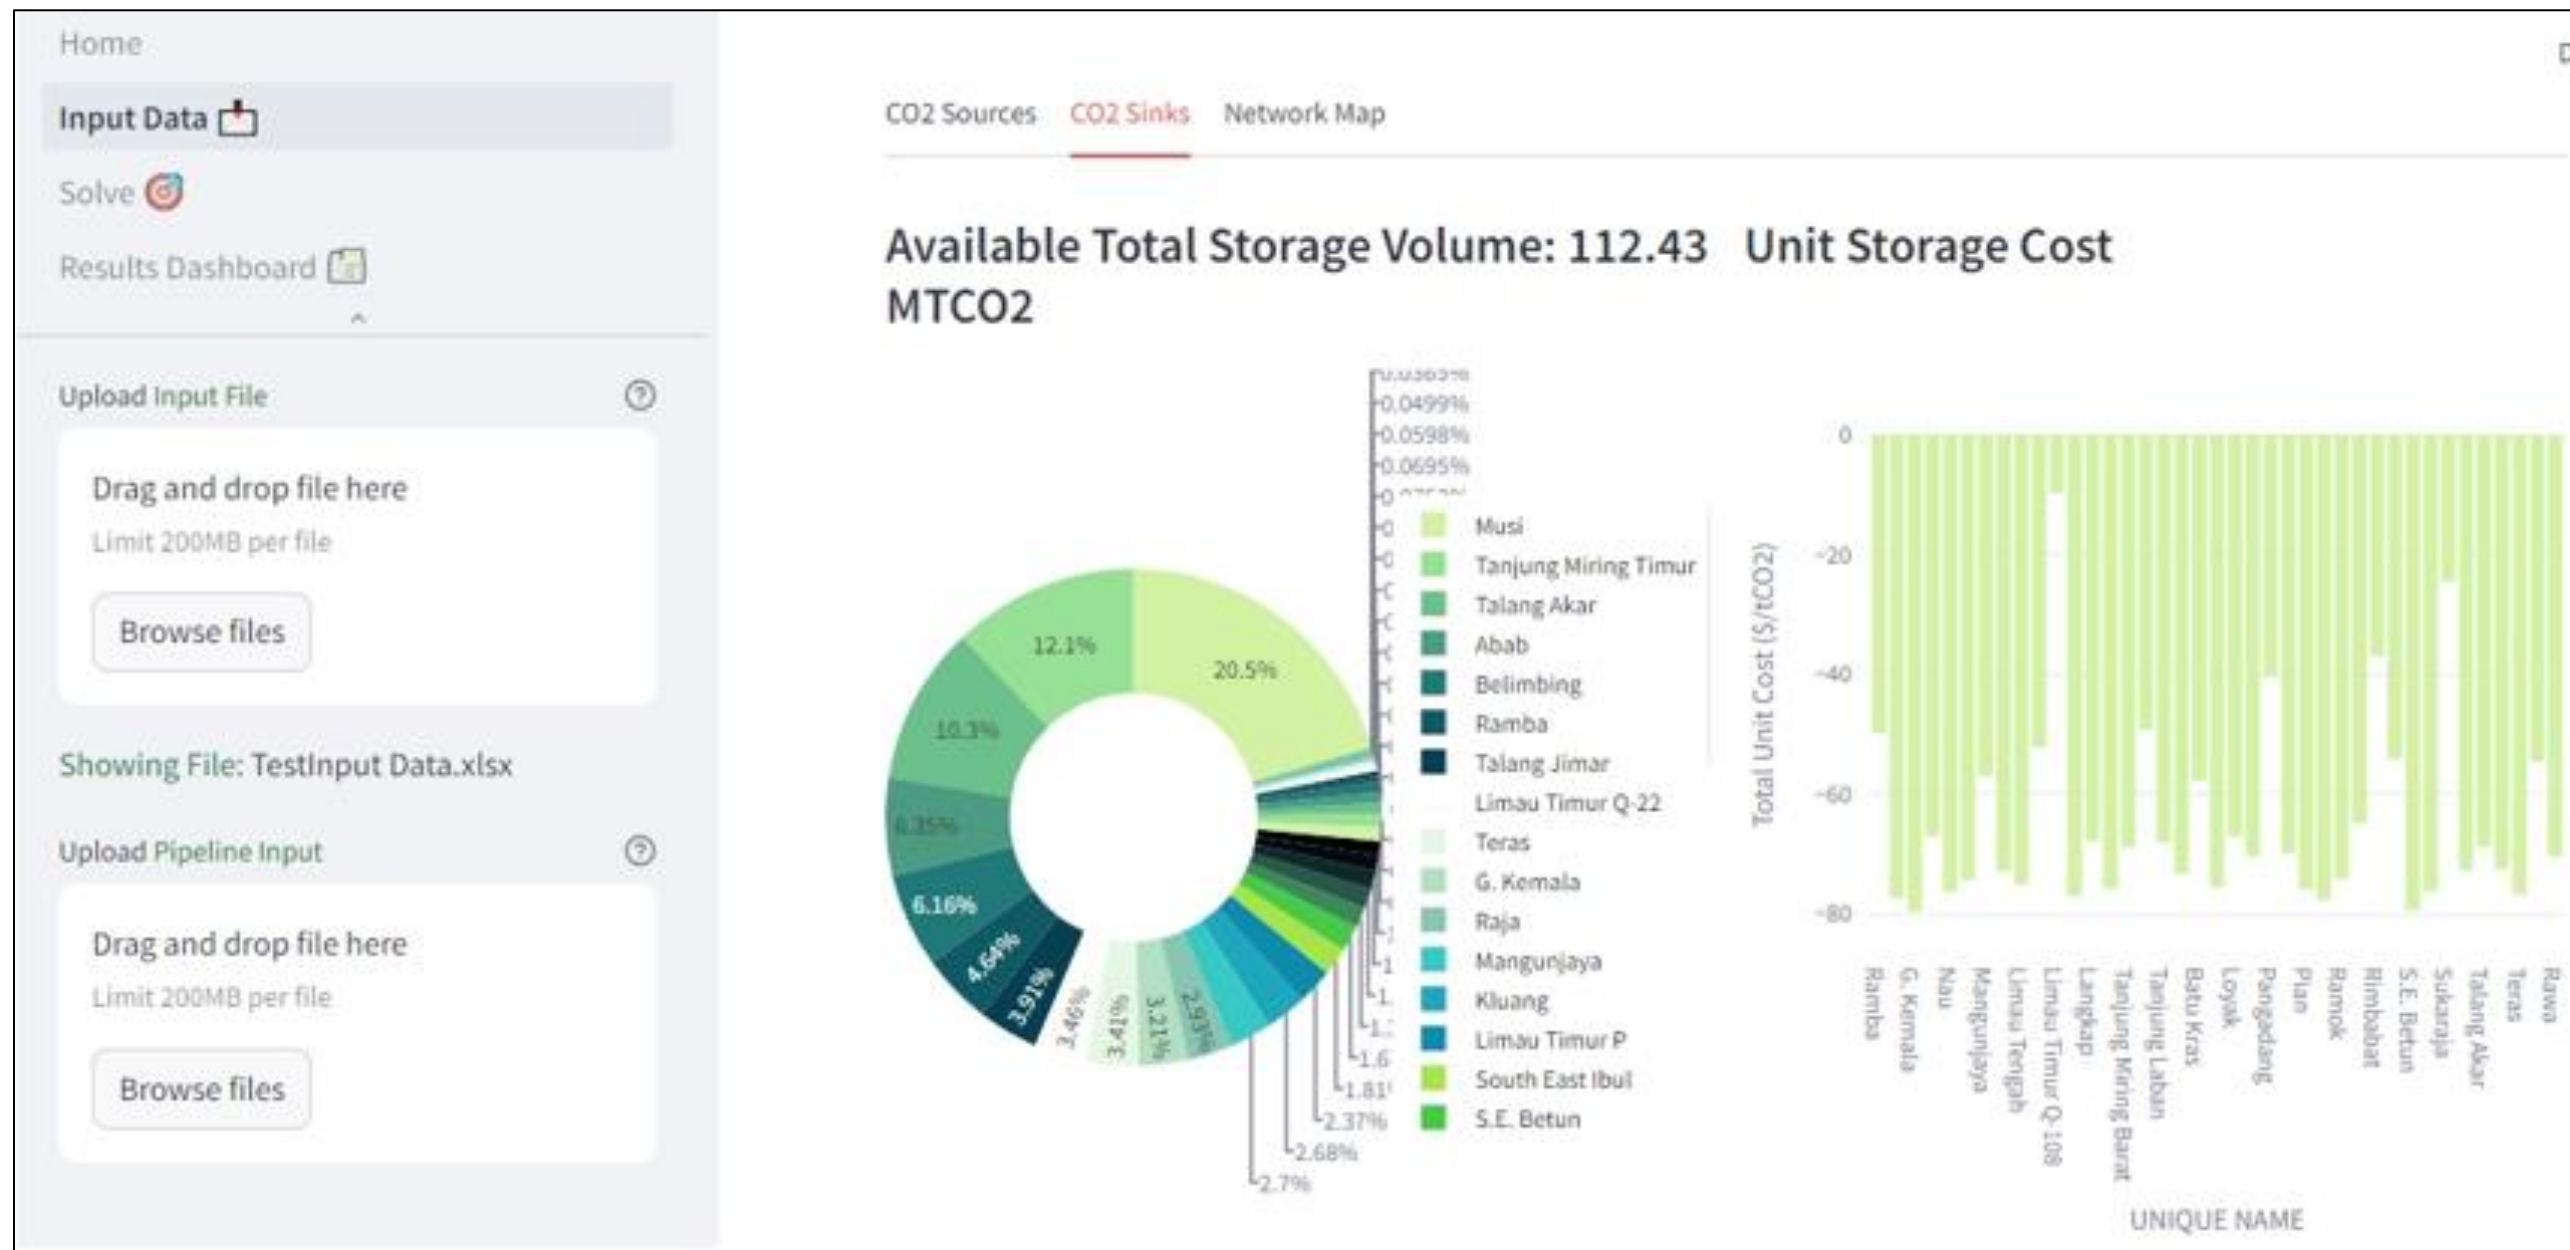 Home
Input Data
Solve
Results Dashboard
Upload Input File
Drag and drop file here
Limit 200MB per file
Browse files
Showing File: TestInput Data.xlsx
Upload Pipeline Input
Drag and drop file here
Limit 200MB per file
Browse files
CO2 Sources CO2 Sinks Network Map
Available Total Storage Volume: 112.43
MTCO2
0.0499%
0.0598%
0.0695%
20.5%
12.1%
10.3%
6.35%
6.16%
4.64%
3.91%
3.46%
3.41%
3.21%
2.93%
2.7%
2.68%
2.37%
Musi
Tanjung Miring Timur
Talang Akar
Abab
Belimbing
Ramba
Talang Jimar
Limau Timur Q-22
Teras
G. Kemala
Raja
Mangunjaya
Kluang
Limau Timur P
South East Ibul
S.E. Betun
Unit Storage Cost
Total Unit Cost ($/tCO2)
0
−20
−40
−60
−80
Ramba
G. Kemala
Nau
Mangunjaya
Limau Tengah
Limau Timur Q-108
Langkap
Tanjung Miring Barat
Tanjung Laban
Batu Kras
Loyak
Pangadang
Pian
Ramok
Rimbabat
S.E. Betun
Sukaraja
Talang Akar
Teras
Rawa
UNIQUE NAME